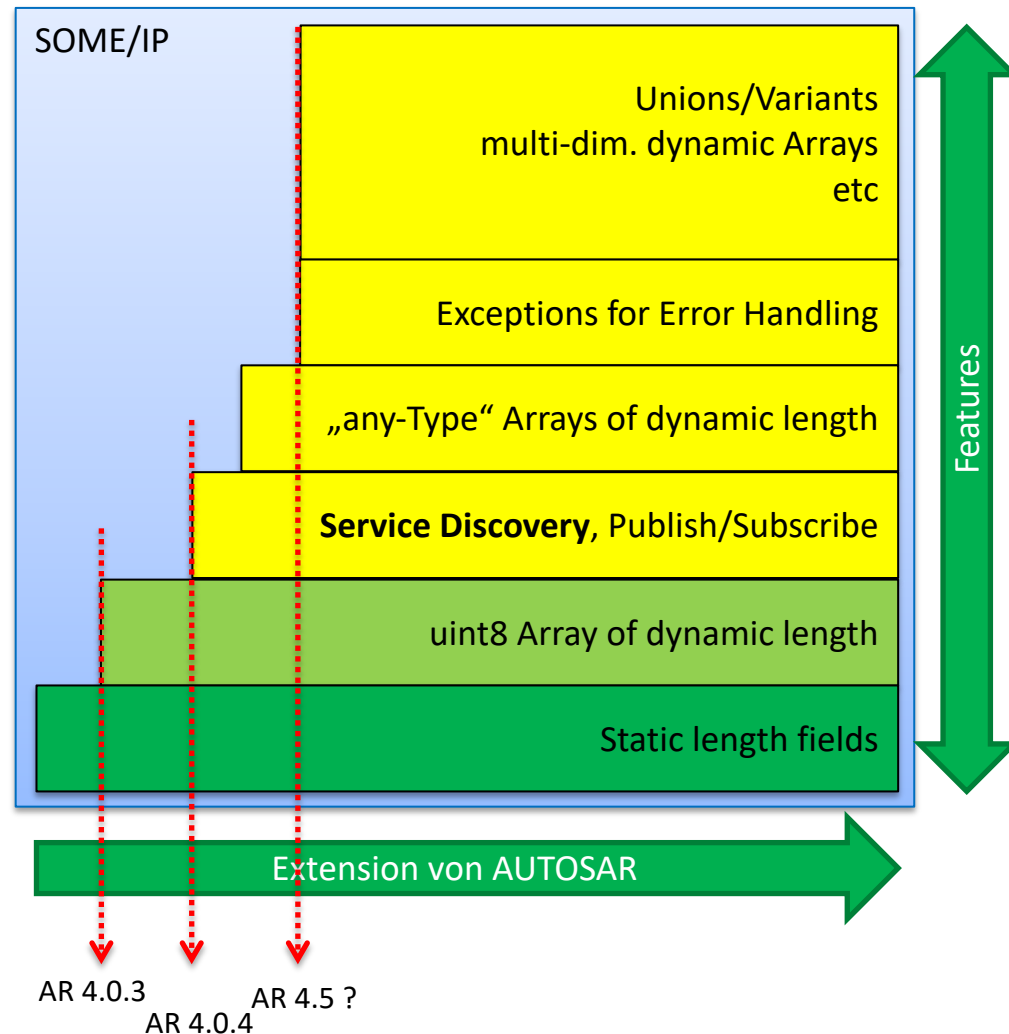 SOME/IP
Unions/Variants
multi-dim. dynamic Arrays
etc
Exceptions for Error Handling
„any-Type“ Arrays of dynamic length
Service Discovery, Publish/Subscribe
uint8 Array of dynamic length
Static length fields
Features
Extension von AUTOSAR
AR 4.0.3
AR 4.0.4
AR 4.5 ?